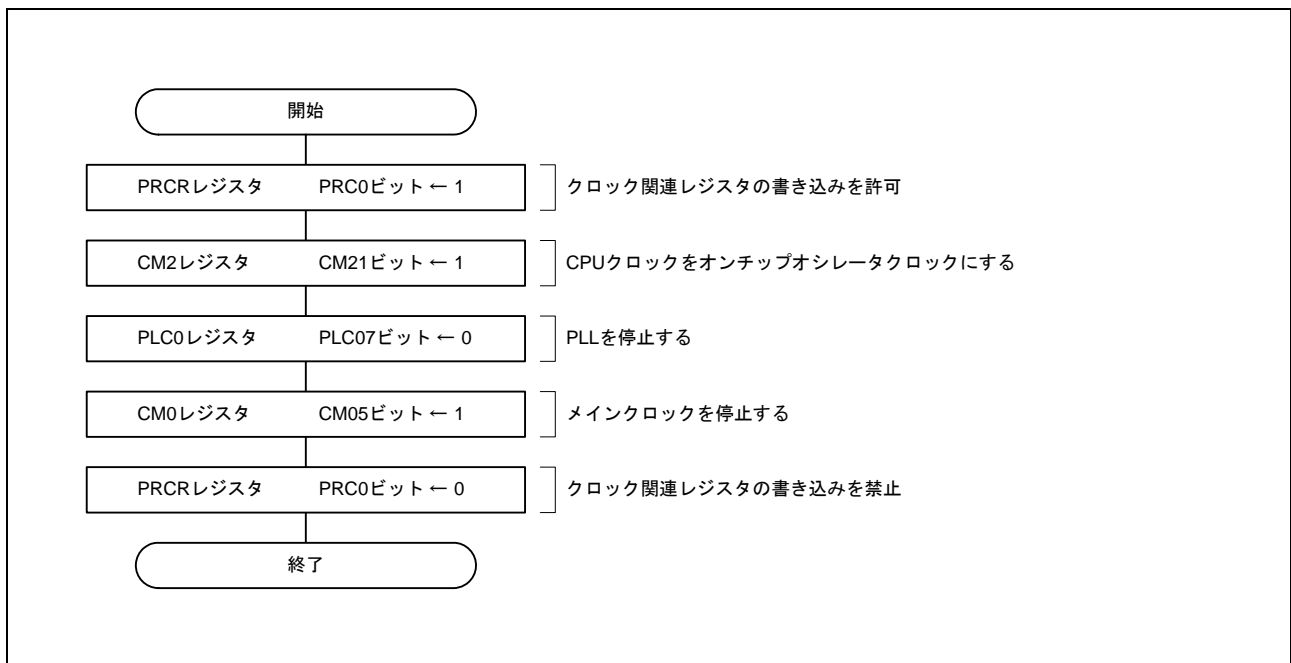 開始
PRCRレジスタ PRC0ビット ← 1 クロック関連レジスタの書き込みを許可
CM2レジスタ CM21ビット ← 1 CPUクロックをオンチップオシレータクロックにする
PLC0レジスタ PLC07ビット ← 0 PLLを停止する
CM0レジスタ CM05ビット ← 1 メインクロックを停止する
PRCRレジスタ PRC0ビット ← 0 クロック関連レジスタの書き込みを禁止
終了